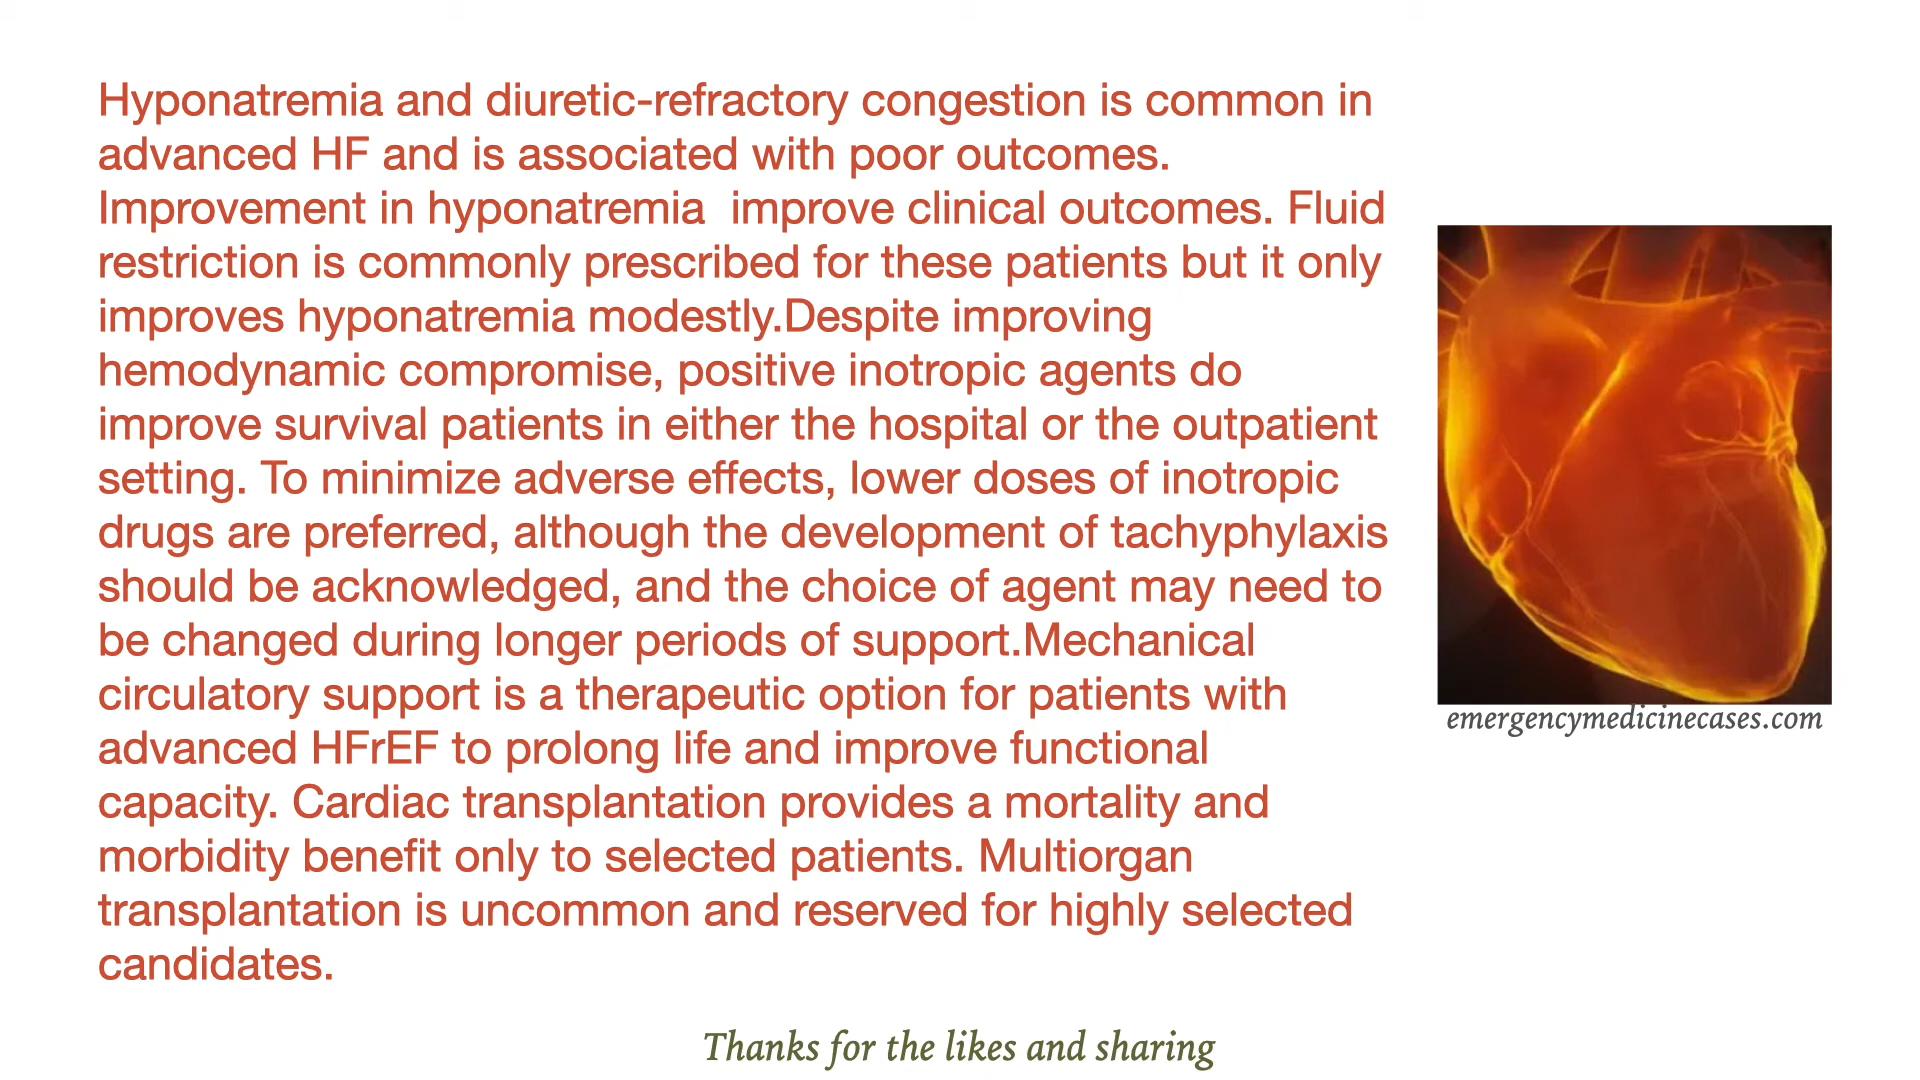 Hyponatremia and diuretic-refractory congestion is common in
advanced HF and is associated with poor outcomes.
Improvement in hyponatremia  improve clinical outcomes. Fluid
restriction is commonly prescribed for these patients but it only
improves hyponatremia modestly.Despite improving
hemodynamic compromise, positive inotropic agents do
improve survival patients in either the hospital or the outpatient
setting. To minimize adverse effects, lower doses of inotropic
drugs are preferred, although the development of tachyphylaxis
should be acknowledged, and the choice of agent may need to
be changed during longer periods of support.Mechanical
circulatory support is a therapeutic option for patients with
advanced HFrEF to prolong life and improve functional
capacity. Cardiac transplantation provides a mortality and
morbidity benefit only to selected patients. Multiorgan
transplantation is uncommon and reserved for highly selected
candidates.
emergencymedicinecases.com
Thanks for the likes and sharing